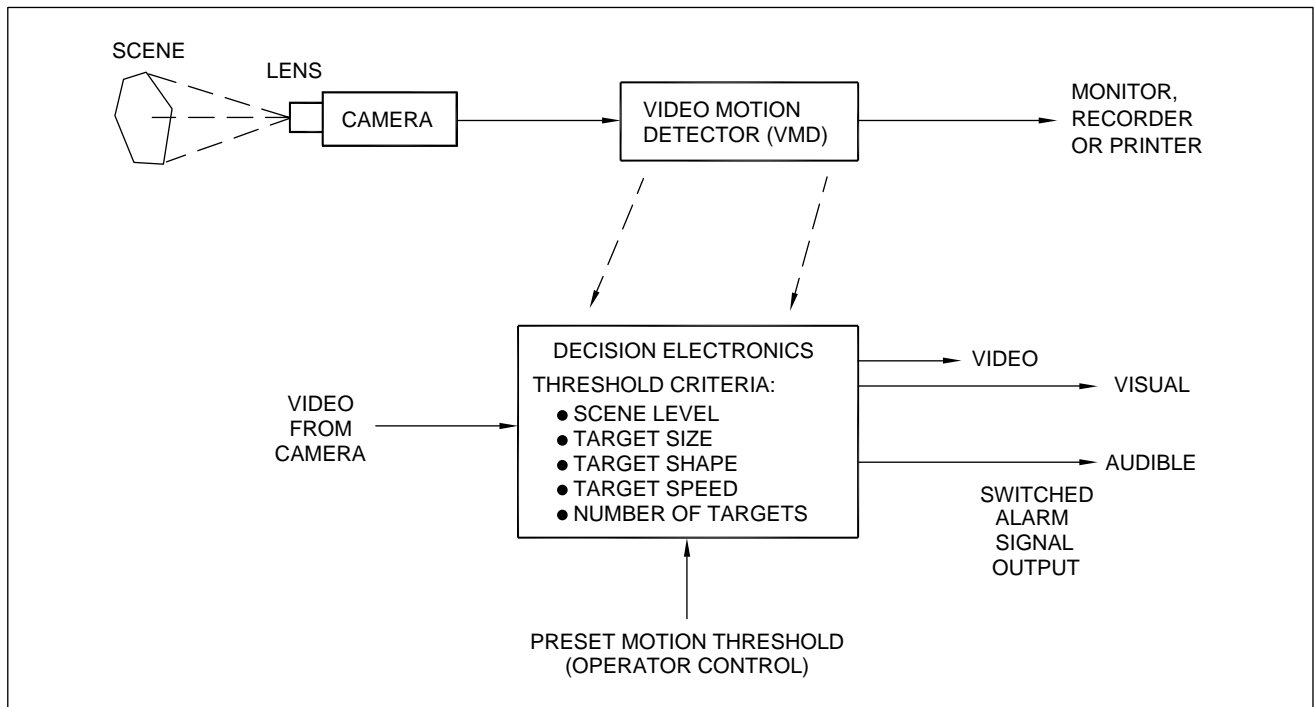 SCENE
LENS
CAMERA
VIDEO MOTION
DETECTOR (VMD)
MONITOR,
RECORDER
OR PRINTER
DECISION ELECTRONICS
THRESHOLD CRITERIA:
● SCENE LEVEL
● TARGET SIZE
● TARGET SHAPE
● TARGET SPEED
● NUMBER OF TARGETS
VIDEO
FROM
CAMERA
VIDEO
VISUAL
AUDIBLE
SWITCHED
ALARM
SIGNAL
OUTPUT
PRESET MOTION THRESHOLD
(OPERATOR CONTROL)